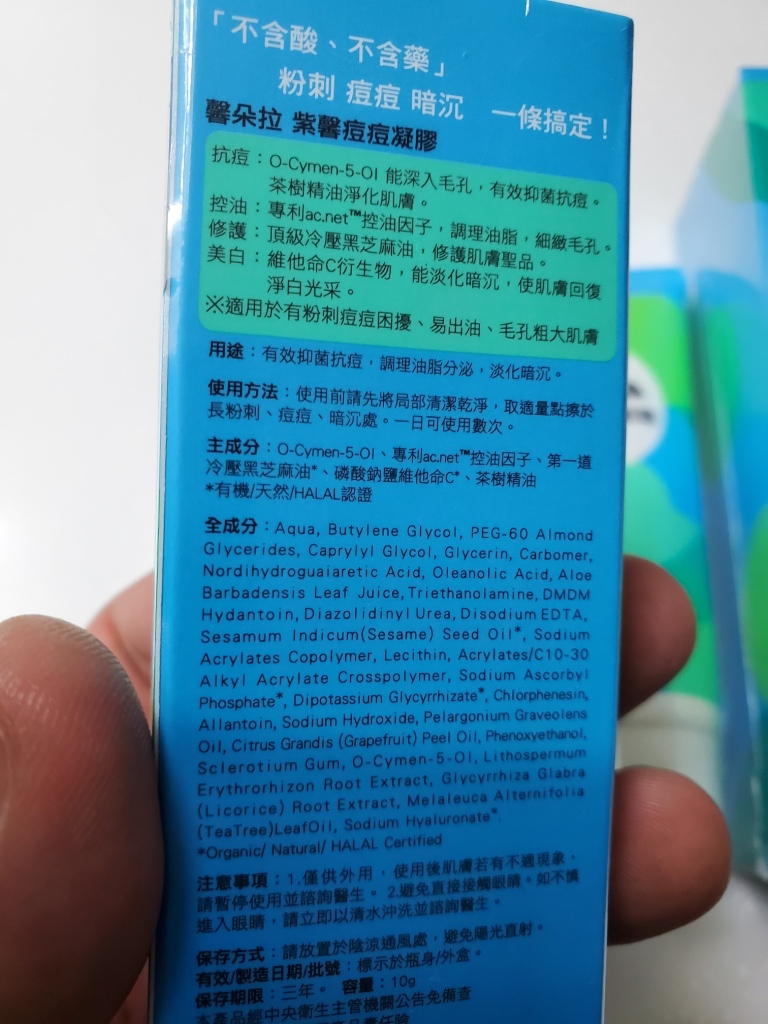 「不含酸、不含藥」
粉刺 痘痘 暗沉 一條搞定！
馨朵拉 紫馨痘痘凝膠
抗痘：O-Cymen-5-Ol 能深入毛孔，有效抑菌抗痘。
茶樹精油淨化肌膚。
控油：專利ac.net™控油因子，調理油脂，細緻毛孔。
修護：頂級冷壓黑芝麻油，修護肌膚聖品。
美白：維他命C衍生物，能淡化暗沉，使肌膚回復
淨白光采。
※適用於有粉刺痘痘困擾、易出油、毛孔粗大肌膚
用途：有效抑菌抗痘，調理油脂分泌，淡化暗沉。
使用方法：使用前請先將局部清潔乾淨，取適量點擦於
長粉刺、痘痘、暗沉處。一日可使用數次。
主成分：O-Cymen-5-Ol、專利ac.net™控油因子、第一道
冷壓黑芝麻油*、磷酸鈉鹽維他命C*、茶樹精油
*有機/天然/HALAL認證
全成分：Aqua, Butylene Glycol, PEG-60 Almond
Glycerides, Caprylyl Glycol, Glycerin, Carbomer,
Nordihydroguaiaretic Acid, Oleanolic Acid, Aloe
Barbadensis Leaf Juice, Triethanolamine, DMDM
Hydantoin, Diazolidinyl Urea, Disodium EDTA,
Sesamum Indicum(Sesame) Seed Oil*, Sodium
Acrylates Copolymer, Lecithin, Acrylates/C10-30
Alkyl Acrylate Crosspolymer, Sodium Ascorbyl
Phosphate*, Dipotassium Glycyrrhizate*, Chlorphenesin,
Allantoin, Sodium Hydroxide, Pelargonium Graveolens
Oil, Citrus Grandis (Grapefruit) Peel Oil, Phenoxyethanol,
Sclerotium Gum, O-Cymen-5-Ol, Lithospermum
Erythrorhizon Root Extract, Glycyrrhiza Glabra
(Licorice) Root Extract, Melaleuca Alternifolia
(TeaTree)LeafOil, Sodium Hyaluronate*.
*Organic/ Natural/ HALAL Certified
注意事項：1.僅供外用，使用後肌膚若有不適現象，
請暫停使用並諮詢醫生。 2.避免直接接觸眼睛。如不慎
進入眼睛，請立即以清水沖洗並諮詢醫生。
保存方式：請放置於陰涼通風處，避免陽光直射。
有效/製造日期/批號：標示於瓶身/外盒。
保存期限：三年。 容量：10g
本產品經中央衛生主管機關公告免備查